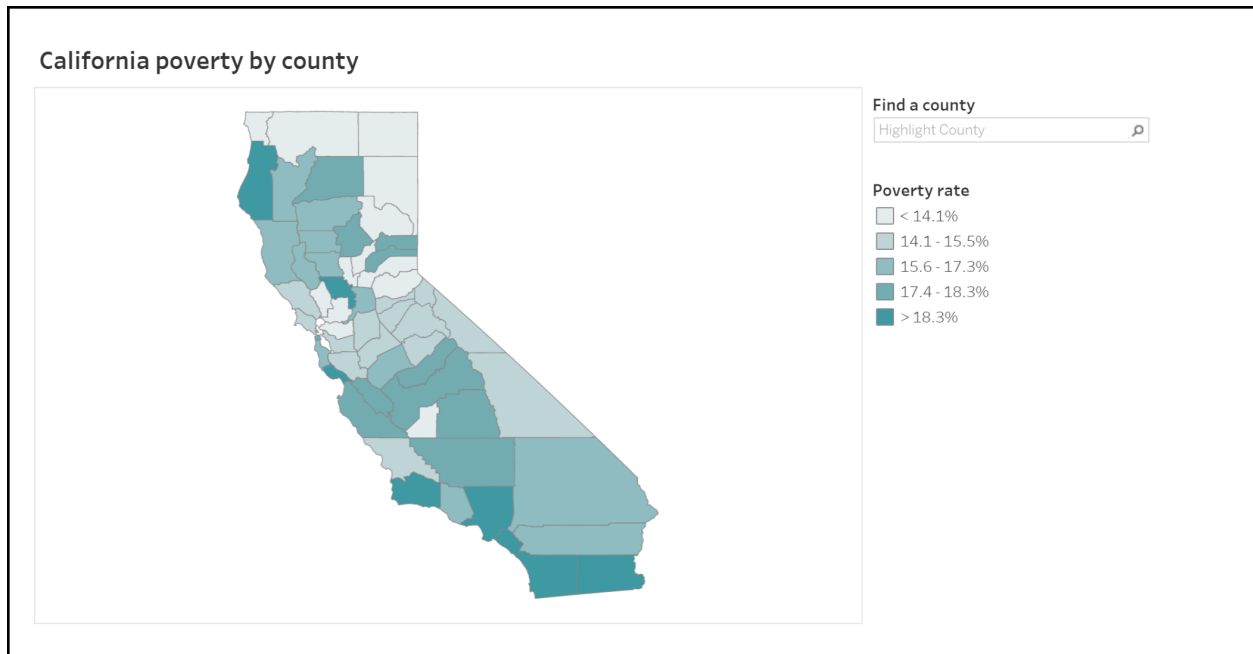 California poverty by county
Find a county
Highlight County
Poverty rate
< 14.1%
14.1 - 15.5%
15.6 - 17.3%
17.4 - 18.3%
> 18.3%